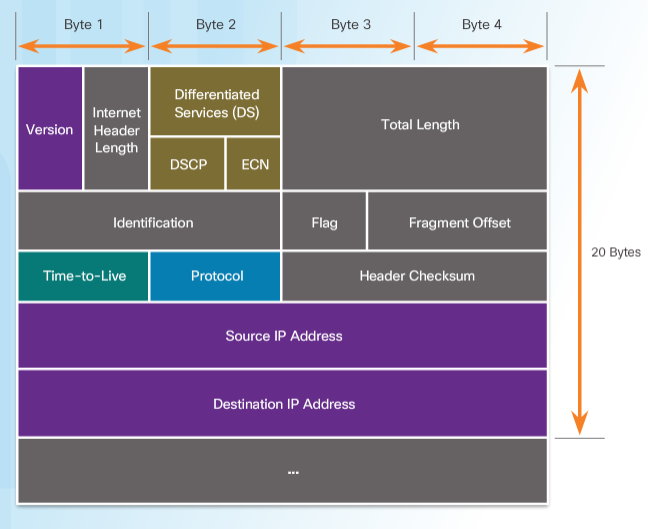 Byte 1
Byte 2
Byte 3
Byte 4
Version
Internet
Header
Length
Differentiated
Services (DS)
DSCP
ECN
Total Length
Identification
Flag
Fragment Offset
20 Bytes
Time-to-Live
Protocol
Header Checksum
Source IP Address
Destination IP Address
...